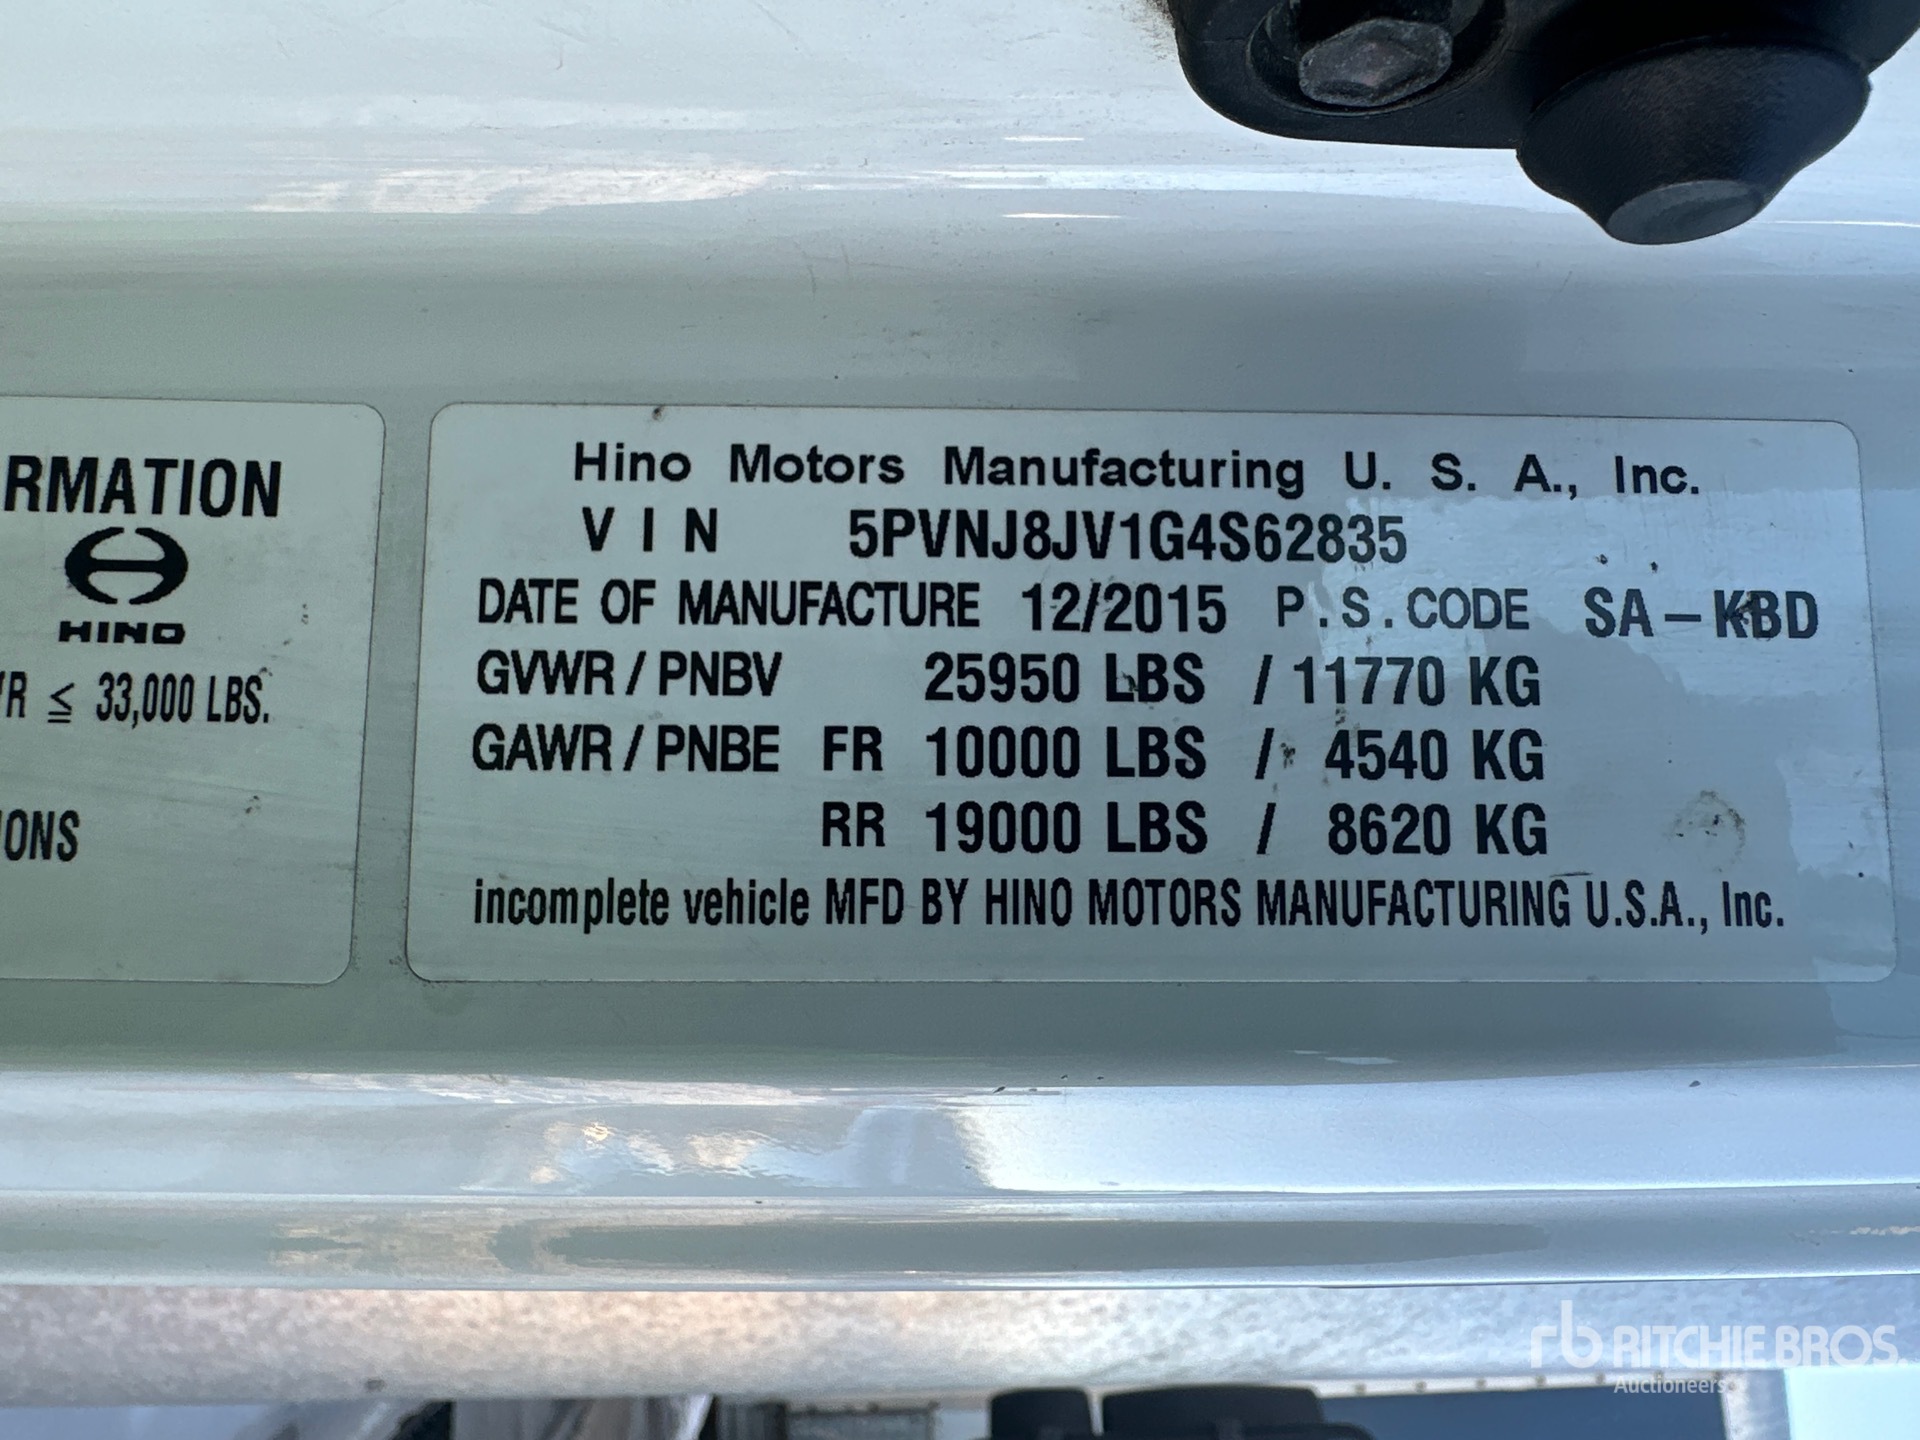 RMATION
HINO
R ≦ 33,000 LBS.
IONS
Hino Motors Manufacturing U. S. A., Inc.
V I N 5PVNJ8JV1G4S62835
DATE OF MANUFACTURE 12/2015 P.S.CODE SA-KBD
GVWR/PNBV 25950 LBS / 11770 KG
GAWR/PNBE FR 10000 LBS / 4540 KG
RR 19000 LBS / 8620 KG
incomplete vehicle MFD BY HINO MOTORS MANUFACTURING U.S.A., Inc.
rb RITCHIE BROS.
Auctioneers